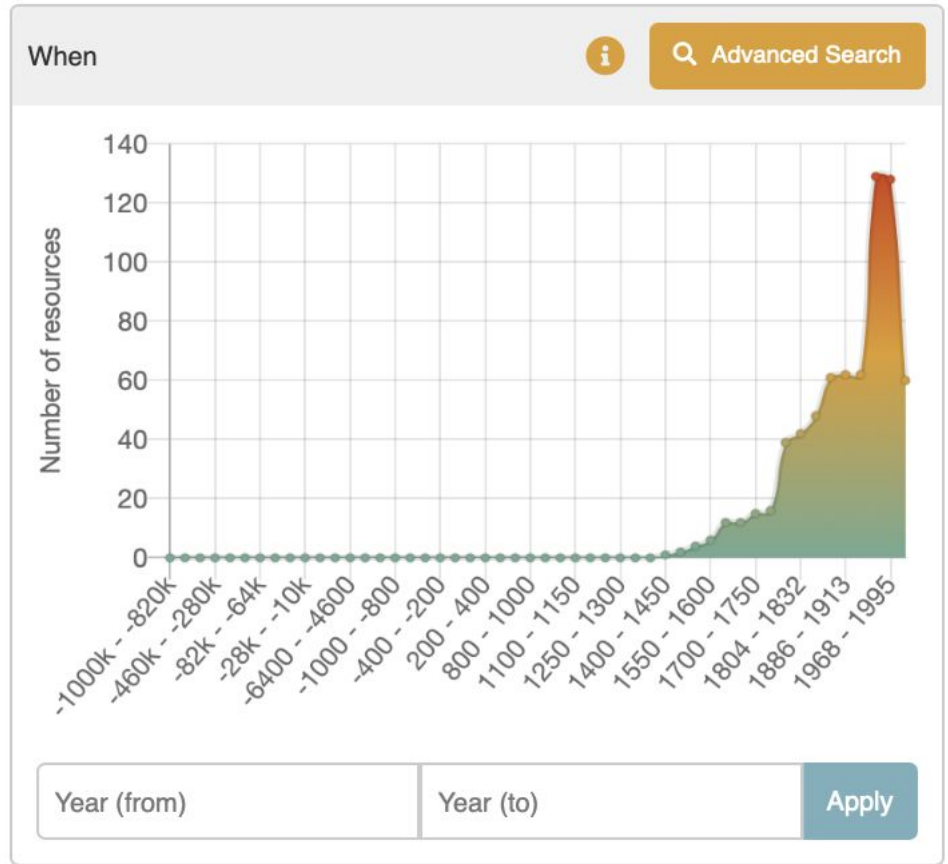 When
Advanced Search
Number of resources
140
120
100
80
60
40
20
0
-1000k - -820k
-460k - -280k
-82k - -64k
-28k - -10k
-6400 - -4600
-1000 - -800
-400 - -200
200 - 400
800 - 1000
1100 - 1150
1250 - 1300
1400 - 1450
1550 - 1600
1700 - 1750
1804 - 1832
1886 - 1913
1968 - 1995
Year (from)
Year (to)
Apply